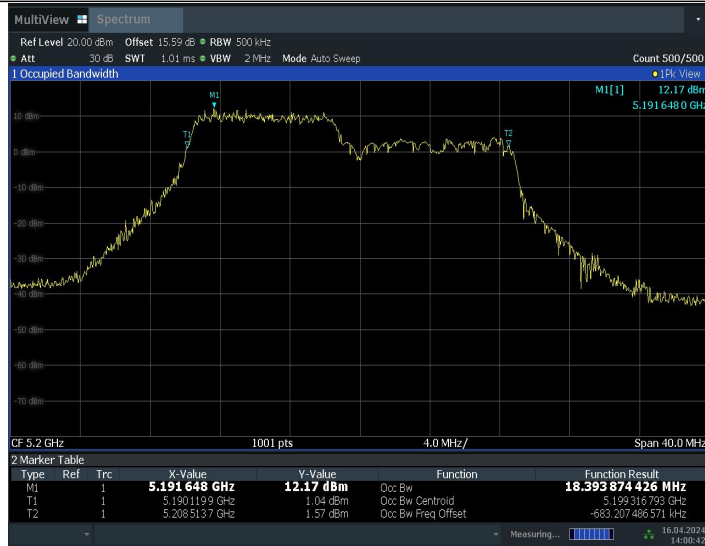 MultiView Spectrum
Ref Level 20.00 dBm Offset 15.59 dB RBW 500 kHz
Att 30 dB SWT 1.01 ms VBW 2 MHz Mode Auto Sweep Count 500/500
1 Occupied Bandwidth 1Pk View
M1[1] 12.17 dBm
5.1916480 GHz
M1
10 dBm
T1
T2
0 dBm
-10 dBm
-20 dBm
-30 dBm
-40 dBm
-50 dBm
-60 dBm
-70 dBm
CF 5.2 GHz 1001 pts 4.0 MHz/ Span 40.0 MHz
2 Marker Table
Type Ref Trc X-Value Y-Value Function Function Result
M1 1 5.191 648 GHz 12.17 dBm Occ Bw 18.393 874 426 MHz
T1 1 5.190 119 9 GHz 1.04 dBm Occ Bw Centroid 5.199 316 793 GHz
T2 1 5.208 513 7 GHz 1.57 dBm Occ Bw Freq Offset -683.207 486 571 kHz
Measuring... 16.04.2024
14:00:42